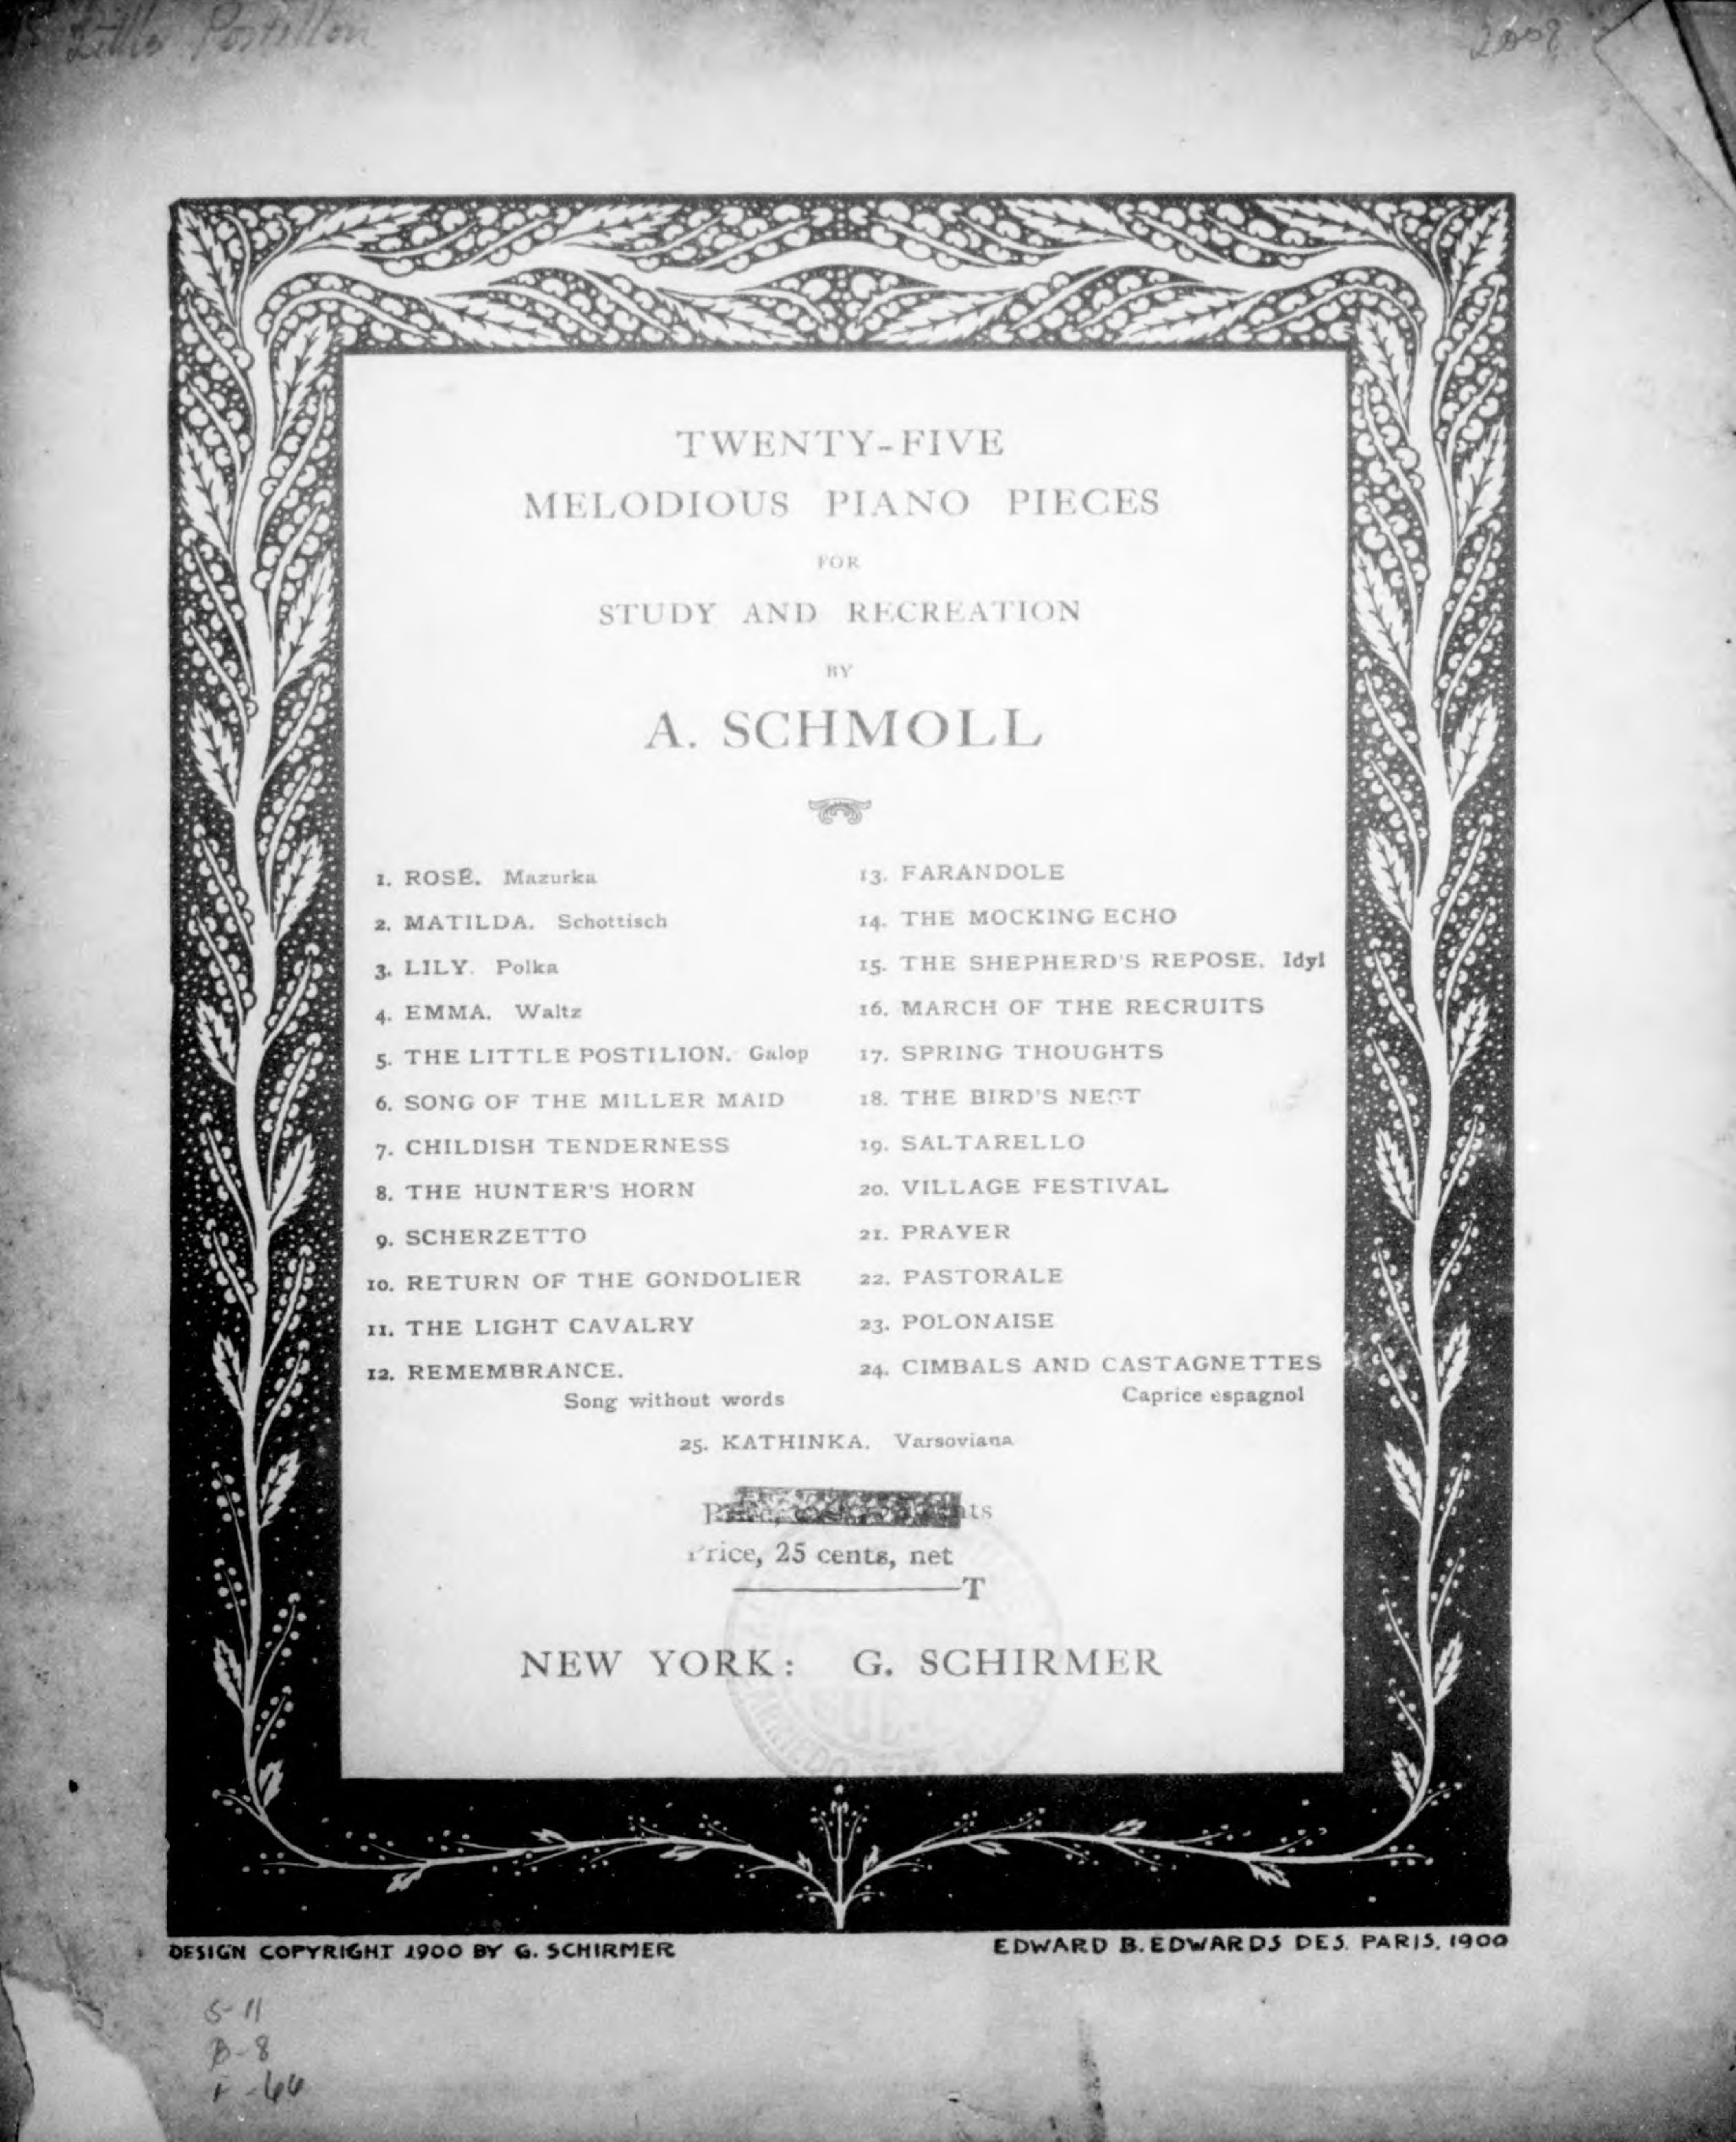 Little Postillon
TWENTY-FIVE
MELODIOUS PIANO PIECES
FOR
STUDY AND RECREATION
BY
A. SCHMOLL
1. ROSE. Mazurka
2. MATILDA. Schottisch
3. LILY. Polka
4. EMMA. Waltz
5. THE LITTLE POSTILION. Galop
6. SONG OF THE MILLER MAID
7. CHILDISH TENDERNESS
8. THE HUNTER'S HORN
9. SCHERZETTO
10. RETURN OF THE GONDOLIER
11. THE LIGHT CAVALRY
12. REMEMBRANCE.
Song without words
13. FARANDOLE
14. THE MOCKING ECHO
15. THE SHEPHERD'S REPOSE. Idyl
16. MARCH OF THE RECRUITS
17. SPRING THOUGHTS
18. THE BIRD'S NEST
19. SALTARELLO
20. VILLAGE FESTIVAL
21. PRAYER
22. PASTORALE
23. POLONAISE
24. CIMBALS AND CASTAGNETTES
Caprice espagnol
25. KATHINKA. Varsoviana
Price, 25 cents, net
T
NEW YORK: G. SCHIRMER
DESIGN COPYRIGHT 1900 BY G. SCHIRMER
EDWARD B. EDWARDS DES. PARIS. 1900
S-11
B-8
F-66